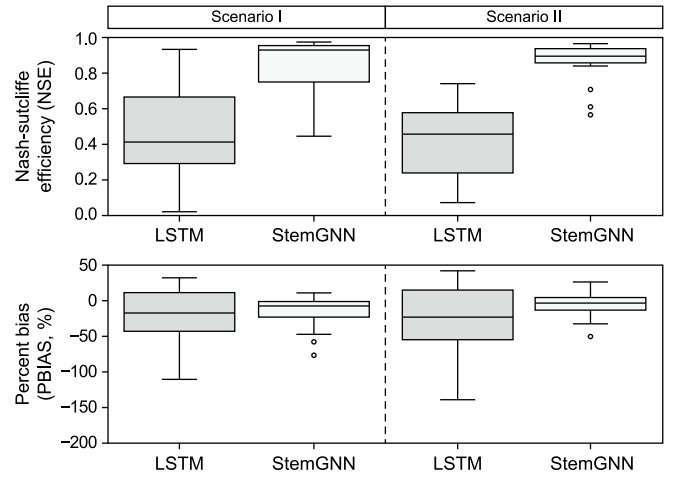 Scenario I
Scenario II
Nash-sutcliffe
efficiency (NSE)
1.0
0.8
0.6
0.4
0.2
0.0
LSTM
StemGNN
LSTM
StemGNN
Percent bias
(PBIAS, %)
50
0
−50
−100
−150
−200
LSTM
StemGNN
LSTM
StemGNN